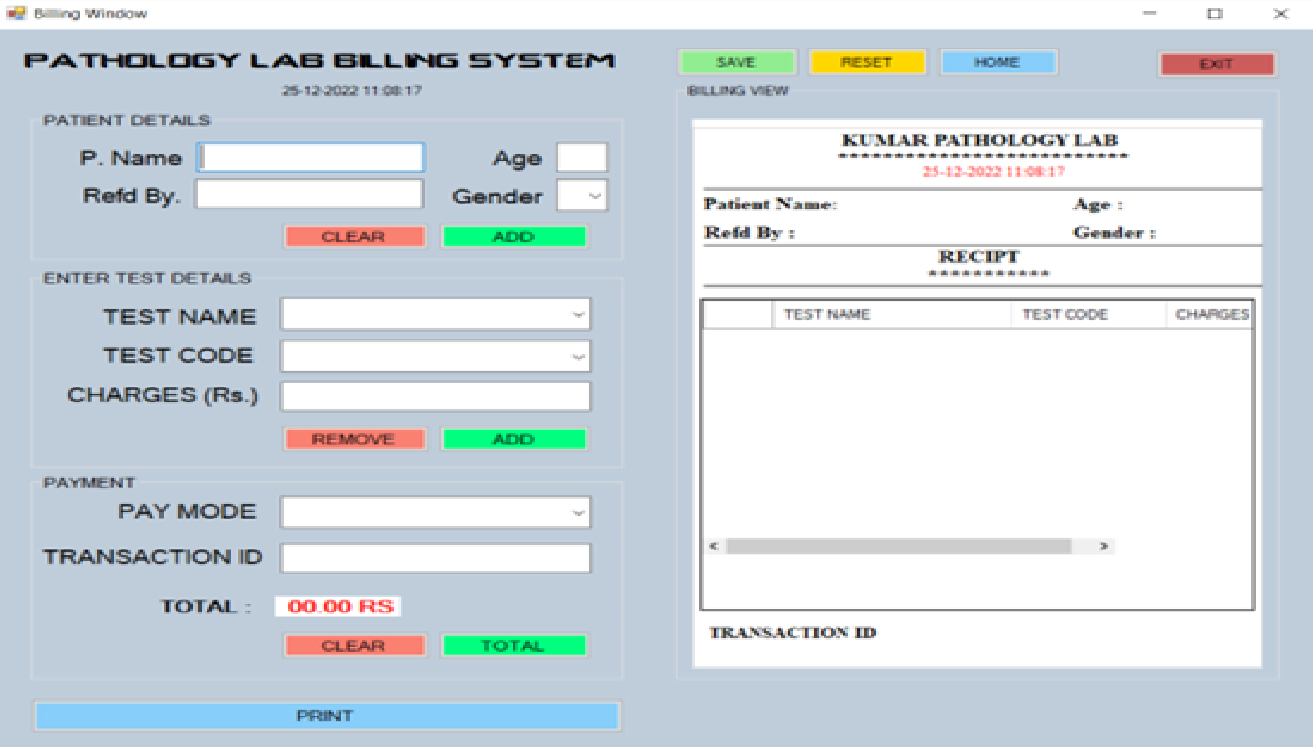 Billing Window
PATHOLOGY LAB BILLING SYSTEM
25-12-2022 11:08:17
PATIENT DETAILS
P. Name
Age
Refd By.
Gender
CLEAR
ADD
ENTER TEST DETAILS
TEST NAME
TEST CODE
CHARGES (Rs.)
REMOVE
ADD
PAYMENT
PAY MODE
TRANSACTION ID
TOTAL :
00.00 RS
CLEAR
TOTAL
PRINT
SAVE
RESET
HOME
EXIT
BILLING VIEW
KUMAR PATHOLOGY LAB
**************************
25-12-2022 11:08:17
Patient Name:
Age :
Refd By :
Gender :
RECIPT
***********
TEST NAME
TEST CODE
CHARGES
TRANSACTION ID